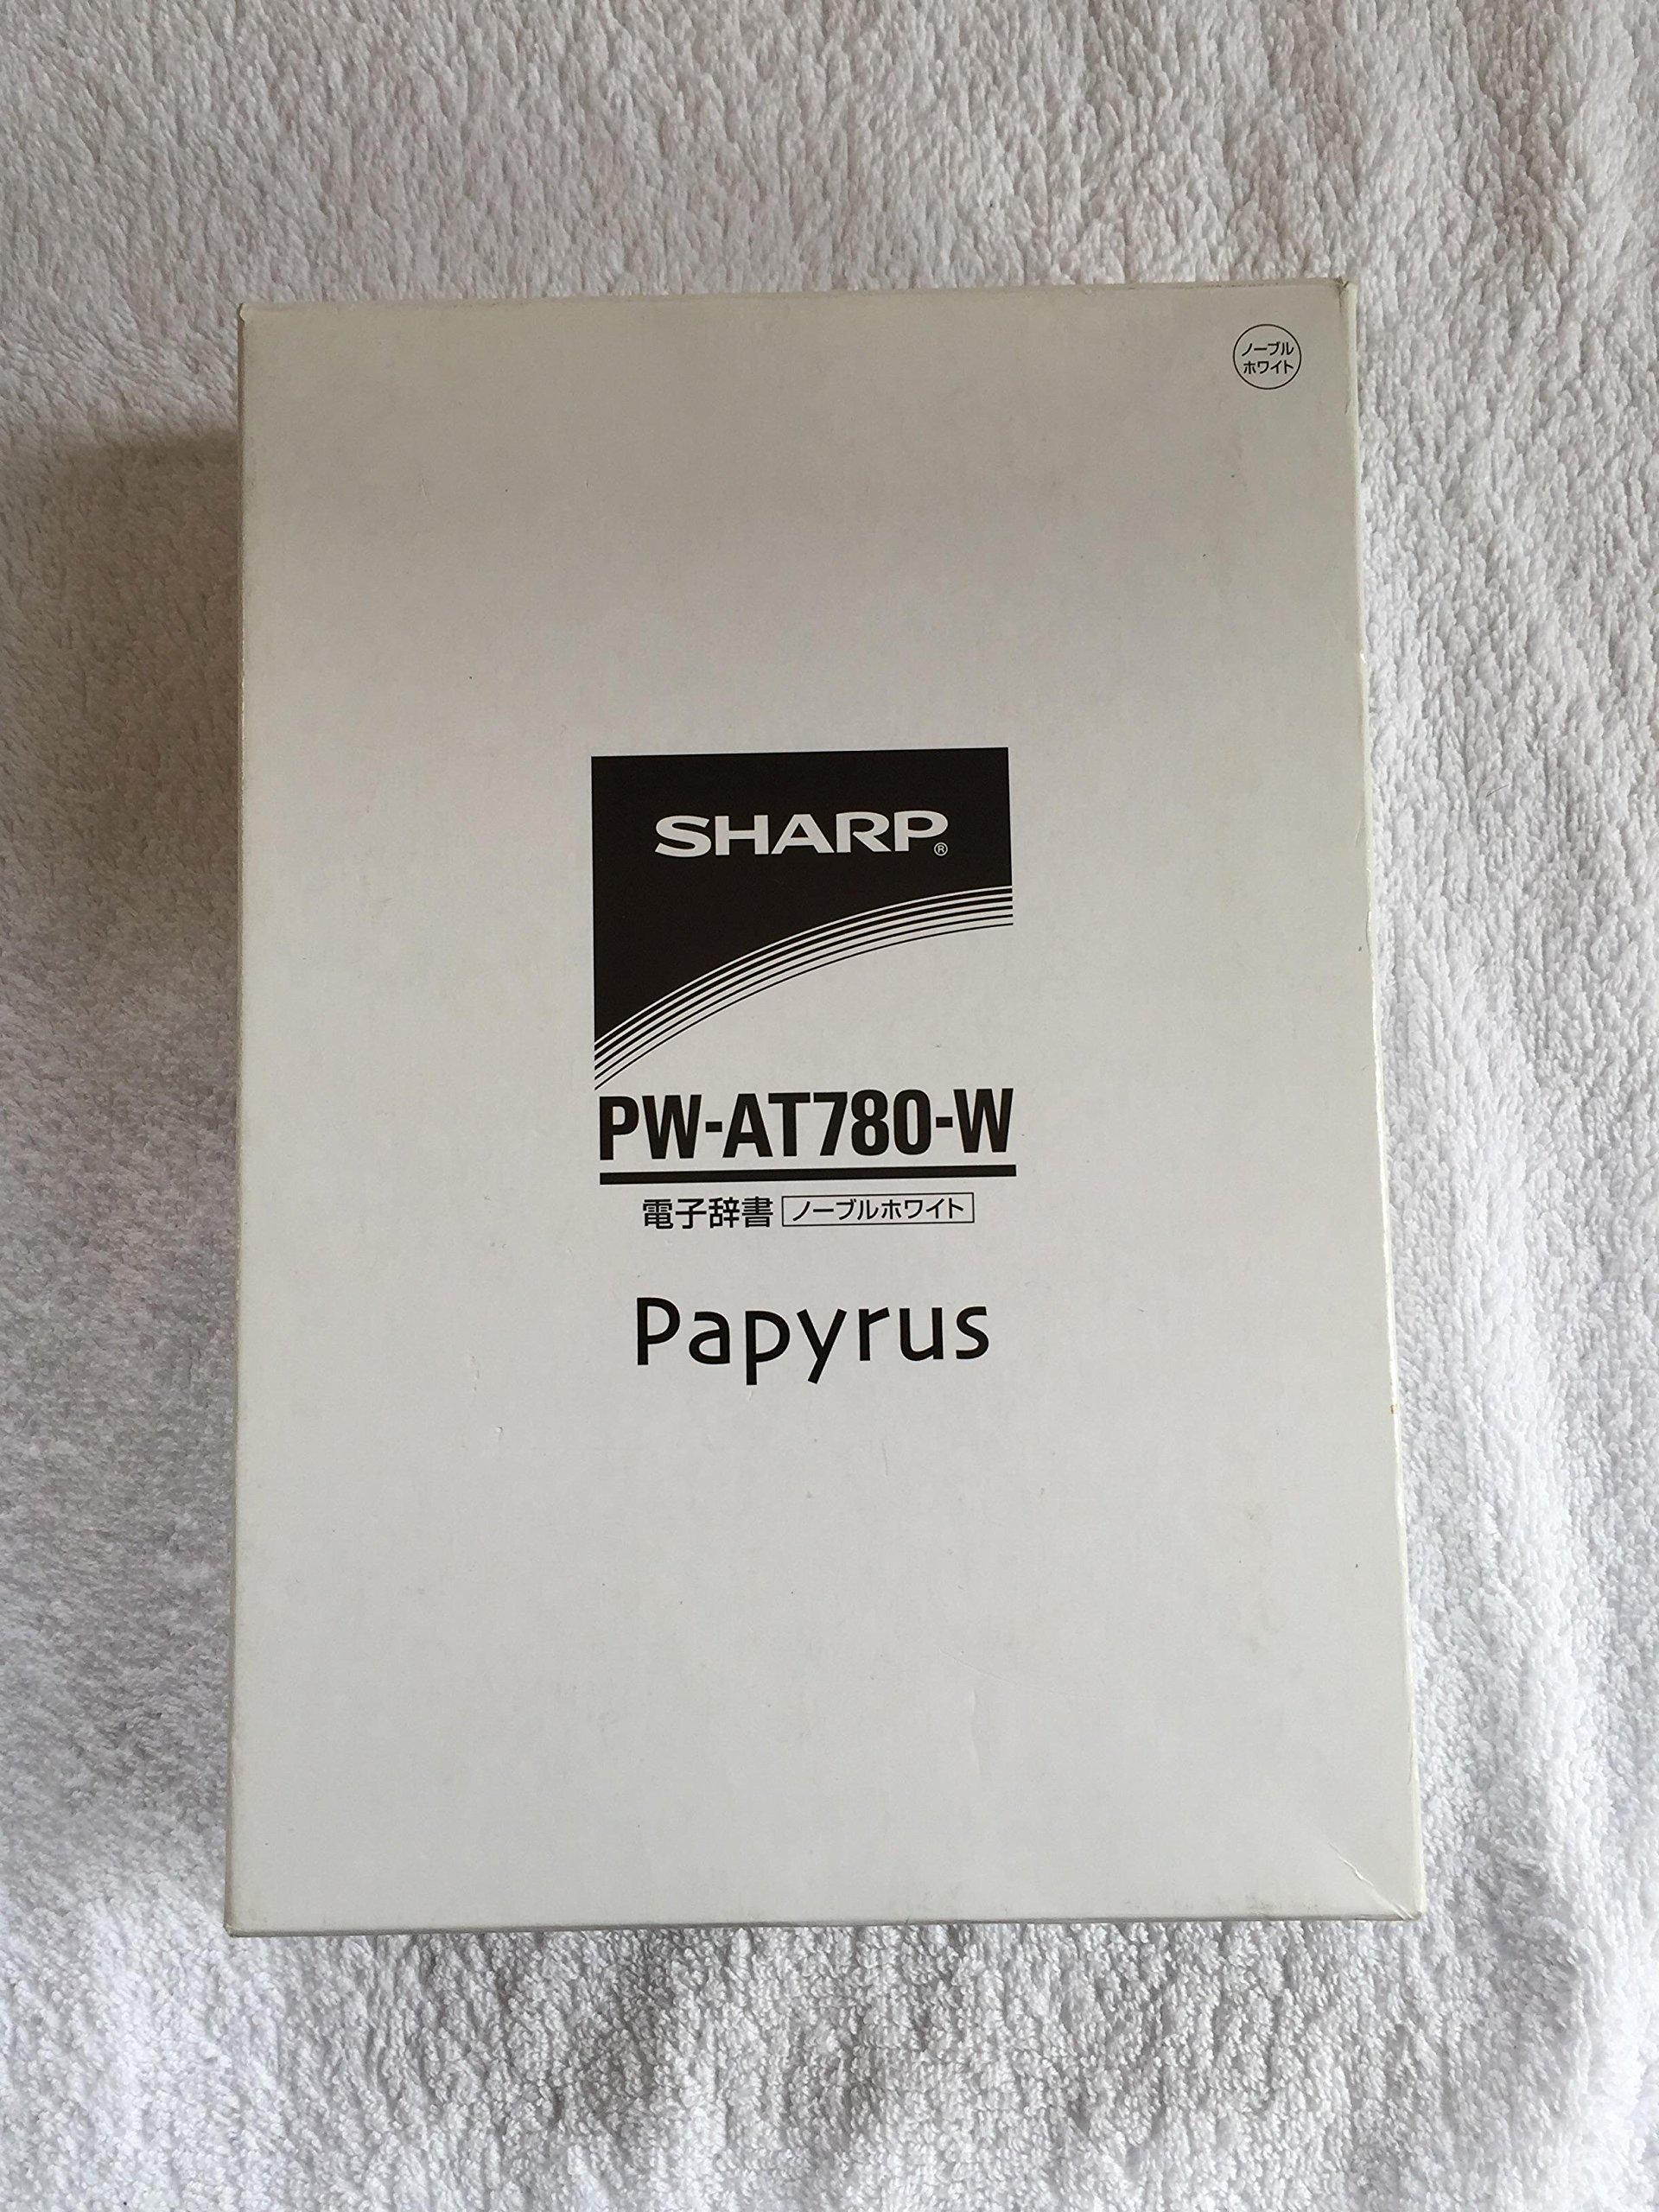 ノーブル
ホワイト
SHARP®
PW-AT780-W
電子辞書 ノーブルホワイト
Papyrus